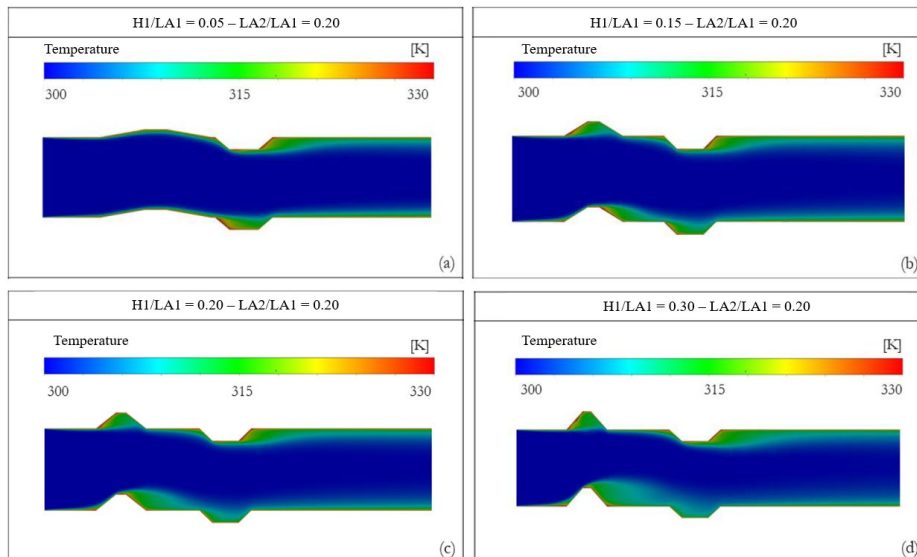 H1/LA1 = 0.05 – LA2/LA1 = 0.20
Temperature [K]
300 315 330
(a)
H1/LA1 = 0.15 – LA2/LA1 = 0.20
Temperature [K]
300 315 330
(b)
H1/LA1 = 0.20 – LA2/LA1 = 0.20
Temperature [K]
300 315 330
(c)
H1/LA1 = 0.30 – LA2/LA1 = 0.20
Temperature [K]
300 315 330
(d)